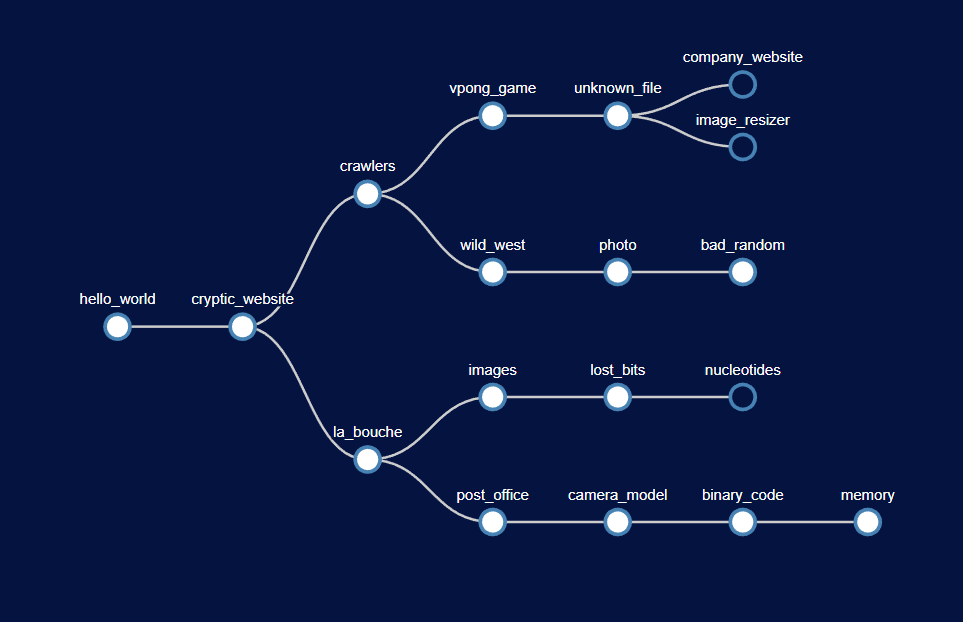 company_website
vpong_game
unknown_file
image_resizer
crawlers
wild_west
photo
bad_random
hello_world
cryptic_website
images
lost_bits
nucleotides
la_bouche
post_office
camera_model
binary_code
memory